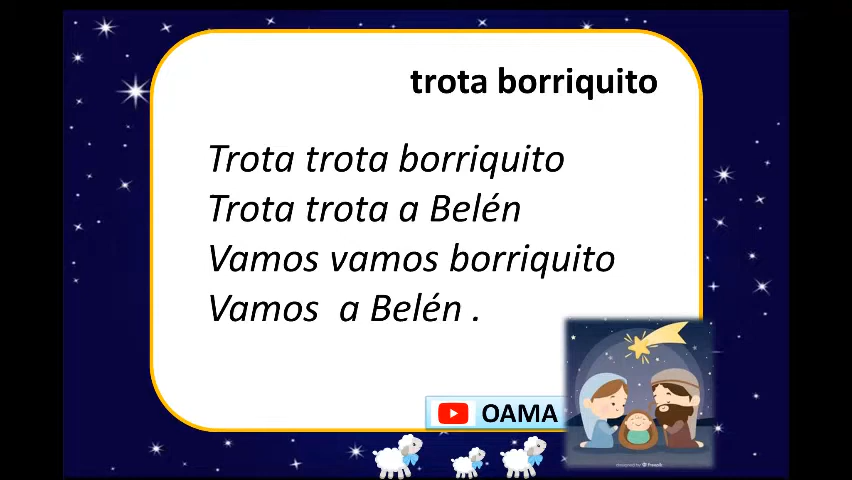 trota borriquito
Trota trota borriquito
Trota trota a Belén
Vamos vamos borriquito
Vamos  a Belén .
OAMA